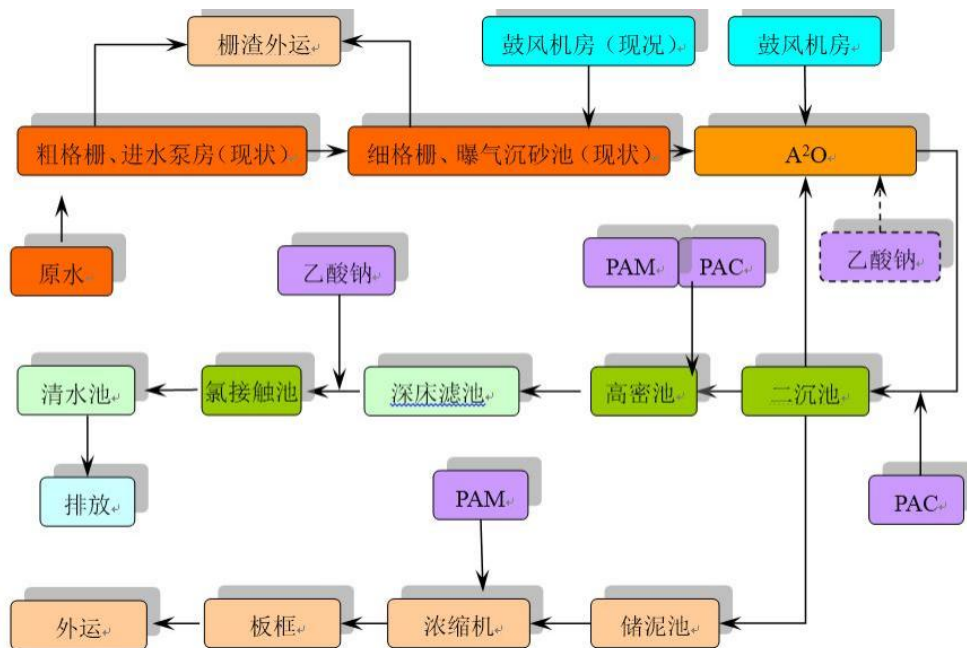 栅渣外运
鼓风机房（现况）
鼓风机房
粗格栅、进水泵房(现状)
细格栅、曝气沉砂池(现状)
A²O
原水
乙酸钠
PAM
PAC
乙酸钠
清水池
氯接触池
深床滤池
高密池
二沉池
排放
PAM
PAC
外运
板框
浓缩机
储泥池